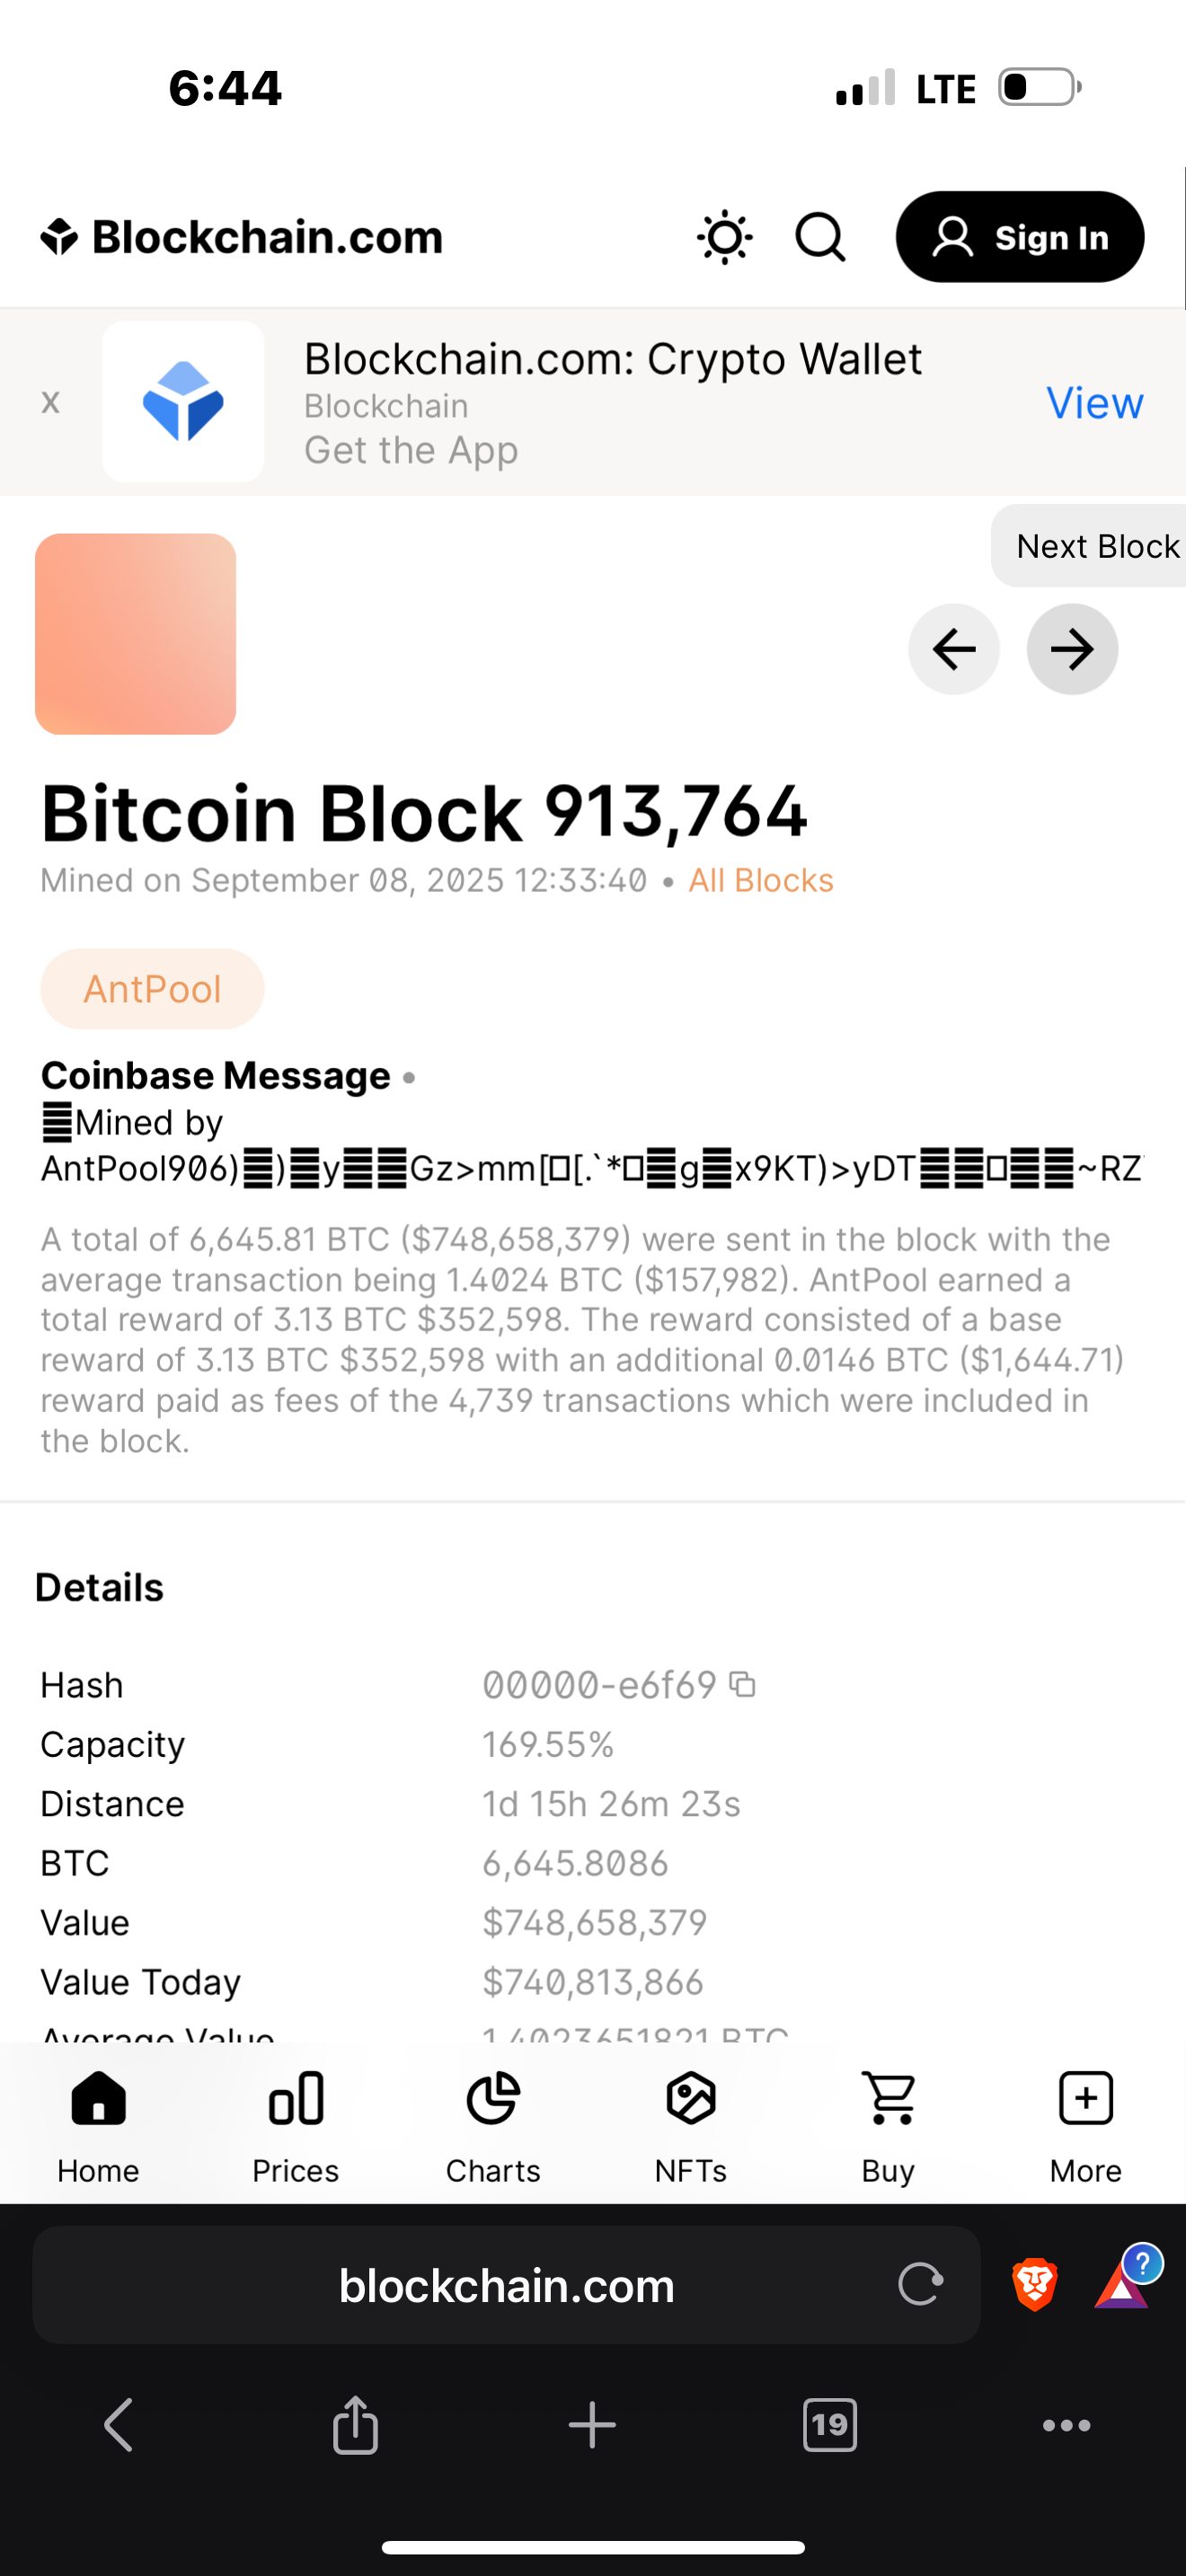 6:44
LTE
Blockchain.com
Sign In
x
Blockchain.com: Crypto Wallet
Blockchain
Get the App
View
Next Block
Bitcoin Block 913,764
Mined on September 08, 2025 12:33:40 • All Blocks
AntPool
Coinbase Message •
Mined by
AntPool906))yGz>mm[[.`*gx9KT)>yDT~RZ
A total of 6,645.81 BTC ($748,658,379) were sent in the block with the
average transaction being 1.4024 BTC ($157,982). AntPool earned a
total reward of 3.13 BTC $352,598. The reward consisted of a base
reward of 3.13 BTC $352,598 with an additional 0.0146 BTC ($1,644.71)
reward paid as fees of the 4,739 transactions which were included in
the block.
Details
Hash 00000-e6f69
Capacity 169.55%
Distance 1d 15h 26m 23s
BTC 6,645.8086
Value $748,658,379
Value Today $740,813,866
Average Value 1.4023651821 BTC
Home Prices Charts NFTs Buy More
blockchain.com
?
19